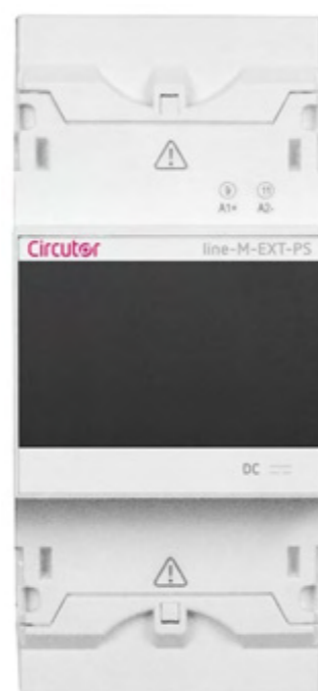 9 11
A1+ A2-
Circutor line-M-EXT-PS
DC